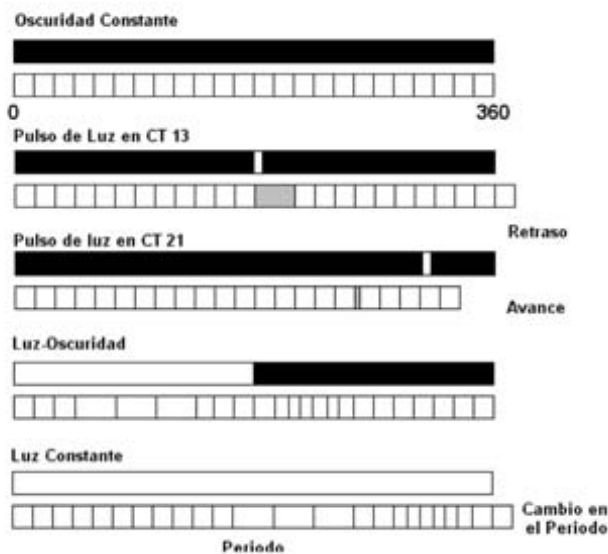 Oscuridad Constante
0 360
Pulso de Luz en CT 13
Retraso
Pulso de luz en CT 21
Avance
Luz-Oscuridad
Luz Constante
Cambio en
el Periodo
Periodo